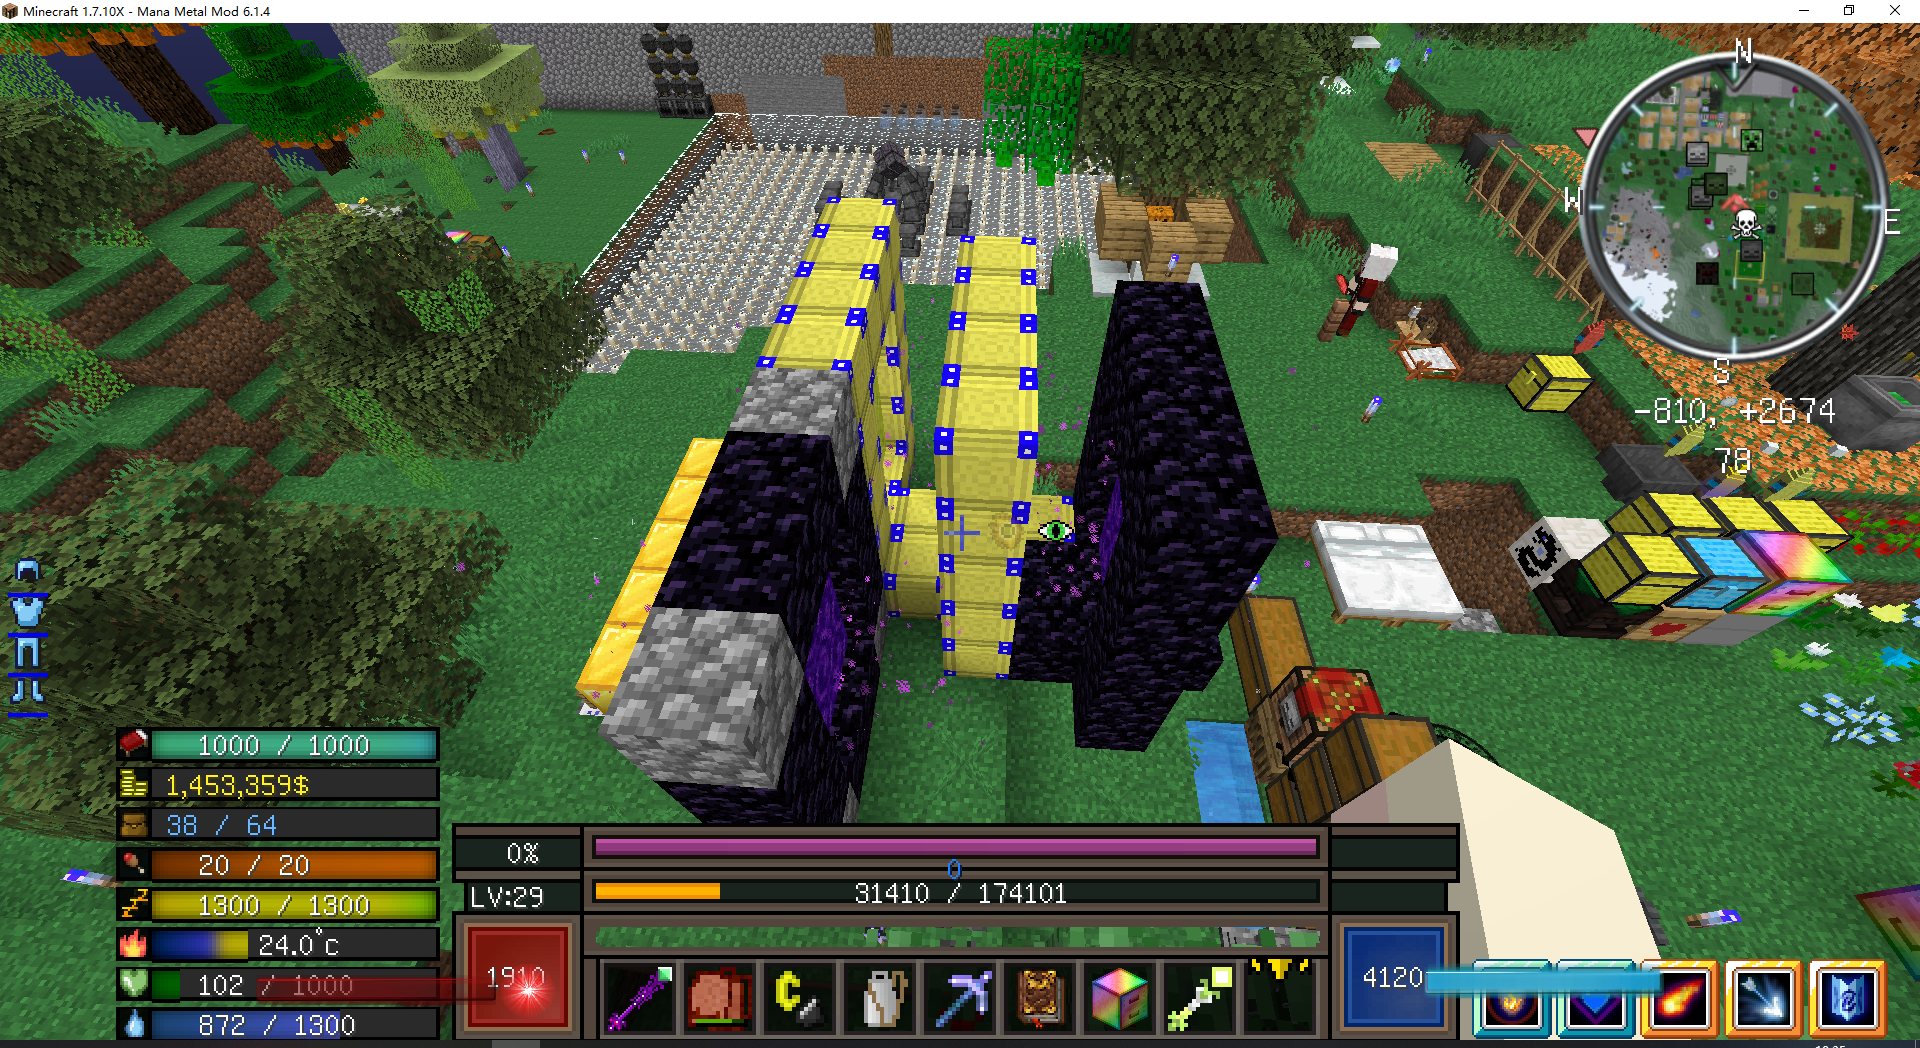 Minecraft 1.7.10X - Mana Metal Mod 6.1.4
N
W
E
S
-810, +2674
78
1000 / 1000
1,453,359$
38 / 64
20 / 20
1300 / 1300
24.0°c
102 / 1000
872 / 1300
0%
0
LV:29
31410 / 174101
1910
4120